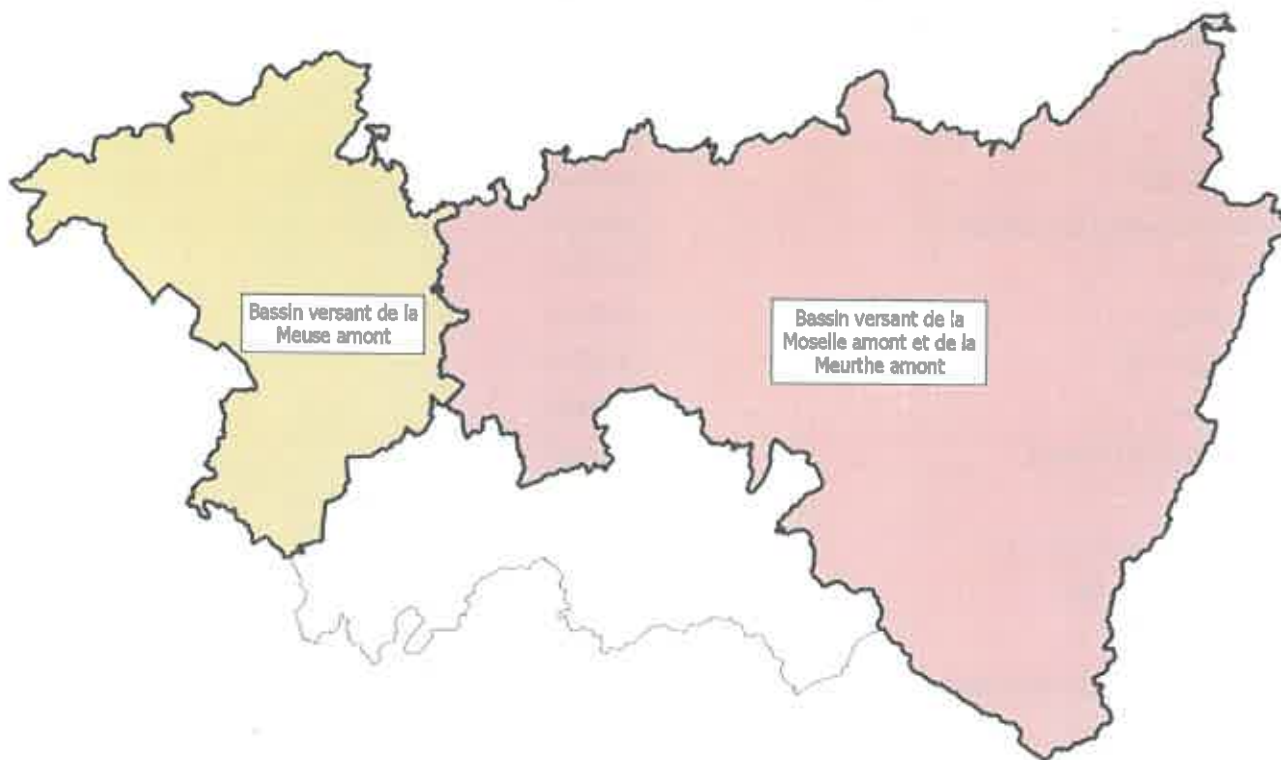 Bassin versant de la
Meuse amont
Bassin versant de la
Moselle amont et de la
Meurthe amont